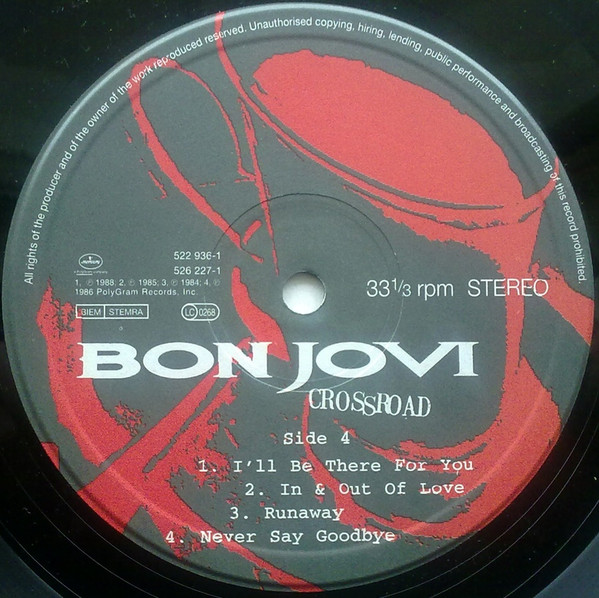 All rights of the producer and of the owner of the work reproduced reserved. Unauthorised copying, hiring, lending, public performance and broadcasting of this record prohibited.
522 936-1
526 227-1
1. ℗ 1988; 2. ℗ 1985; 3. ℗ 1984; 4. ℗
1986 PolyGram Records, Inc.
33 1/3 rpm STEREO
BIEM STEMRA
LC 0268
BON JOVI
CROSSROAD
Side 4
1. I'll Be There For You
2. In & Out Of Love
3. Runaway
4. Never Say Goodbye